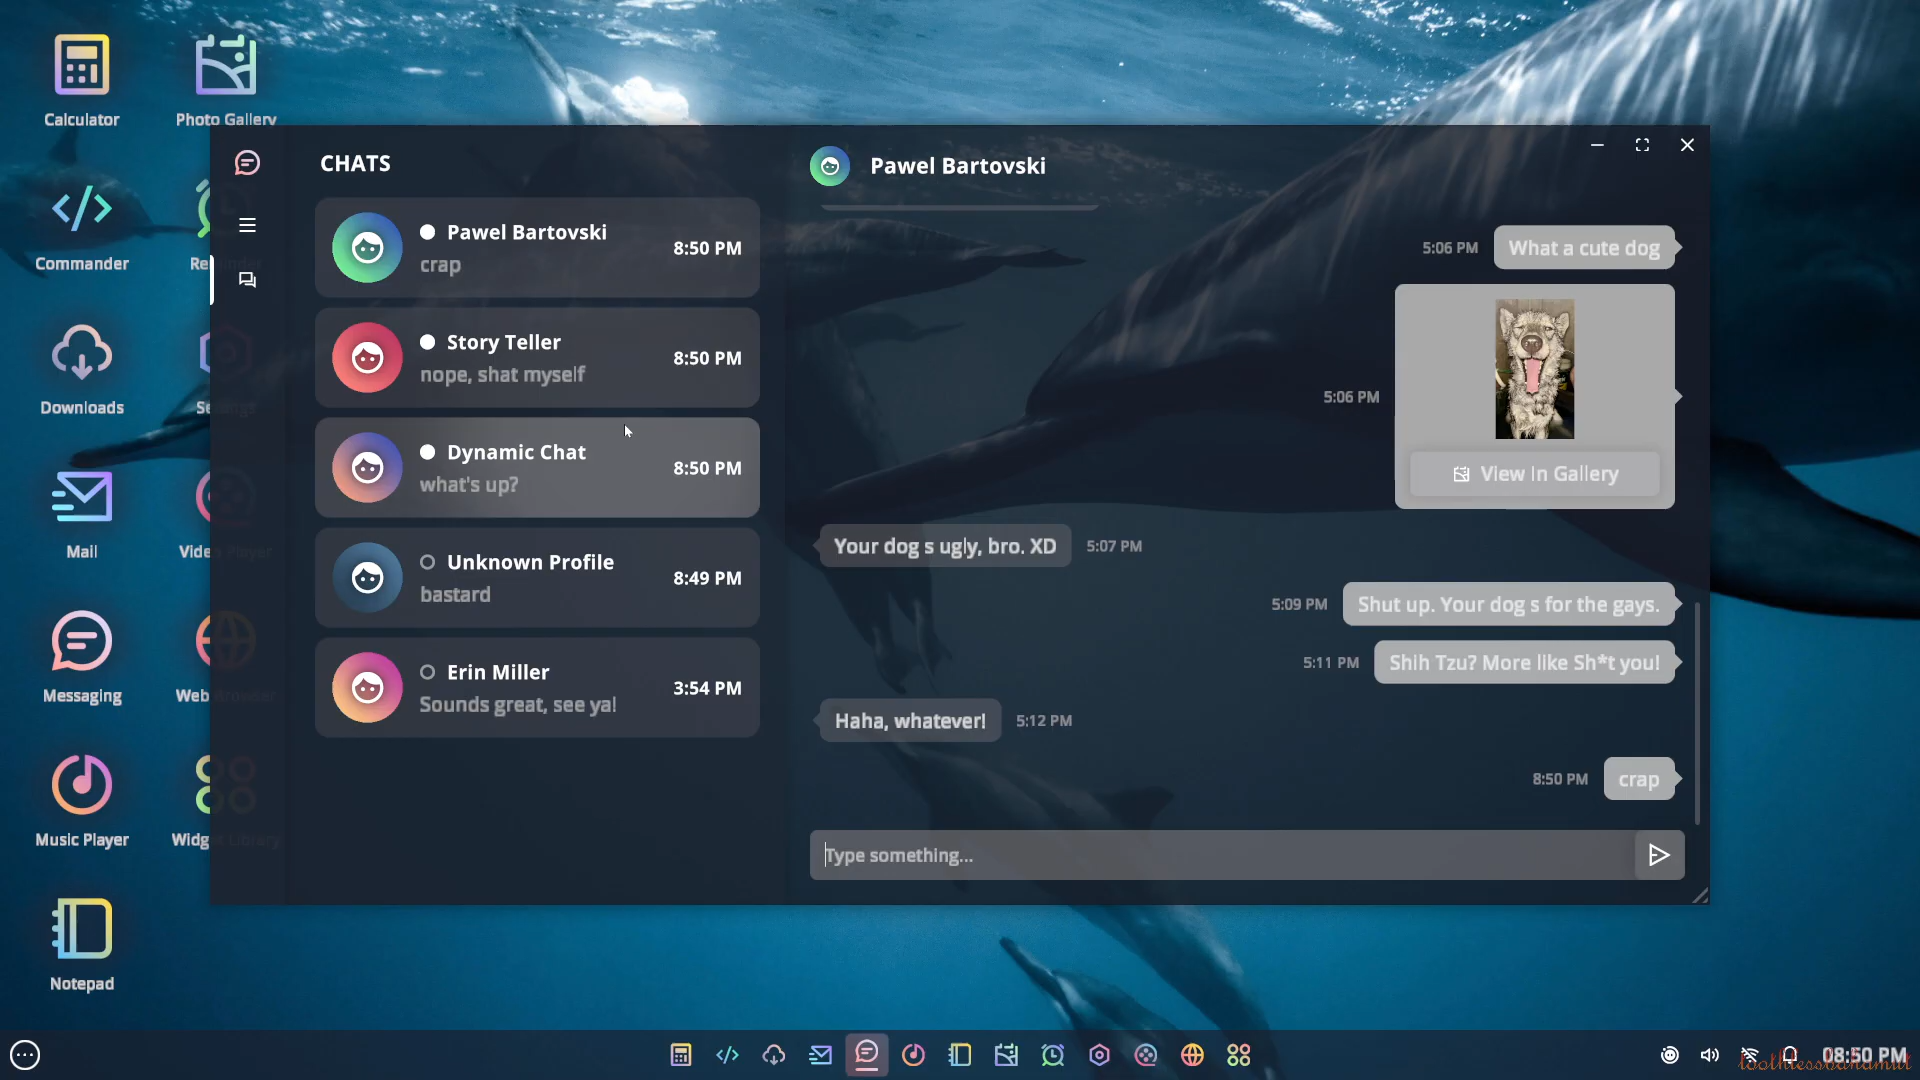 Calculator
Photo Gallery
Commander
Downloads
Mail
Messaging
Music Player
Notepad
Video Player
Web Browser
CHATS
Pawel Bartovski
crap
8:50 PM
Story Teller
nope, shat myself
8:50 PM
Dynamic Chat
what's up?
8:50 PM
Unknown Profile
bastard
8:49 PM
Erin Miller
Sounds great, see ya!
3:54 PM
Pawel Bartovski
5:06 PM What a cute dog
5:06 PM
View In Gallery
Your dog s ugly, bro. XD 5:07 PM
5:09 PM Shut up. Your dog s for the gays.
5:11 PM Shih Tzu? More like Sh*t you!
Haha, whatever! 5:12 PM
8:50 PM crap
Type something...
08:50 PM
toothlessbahamut